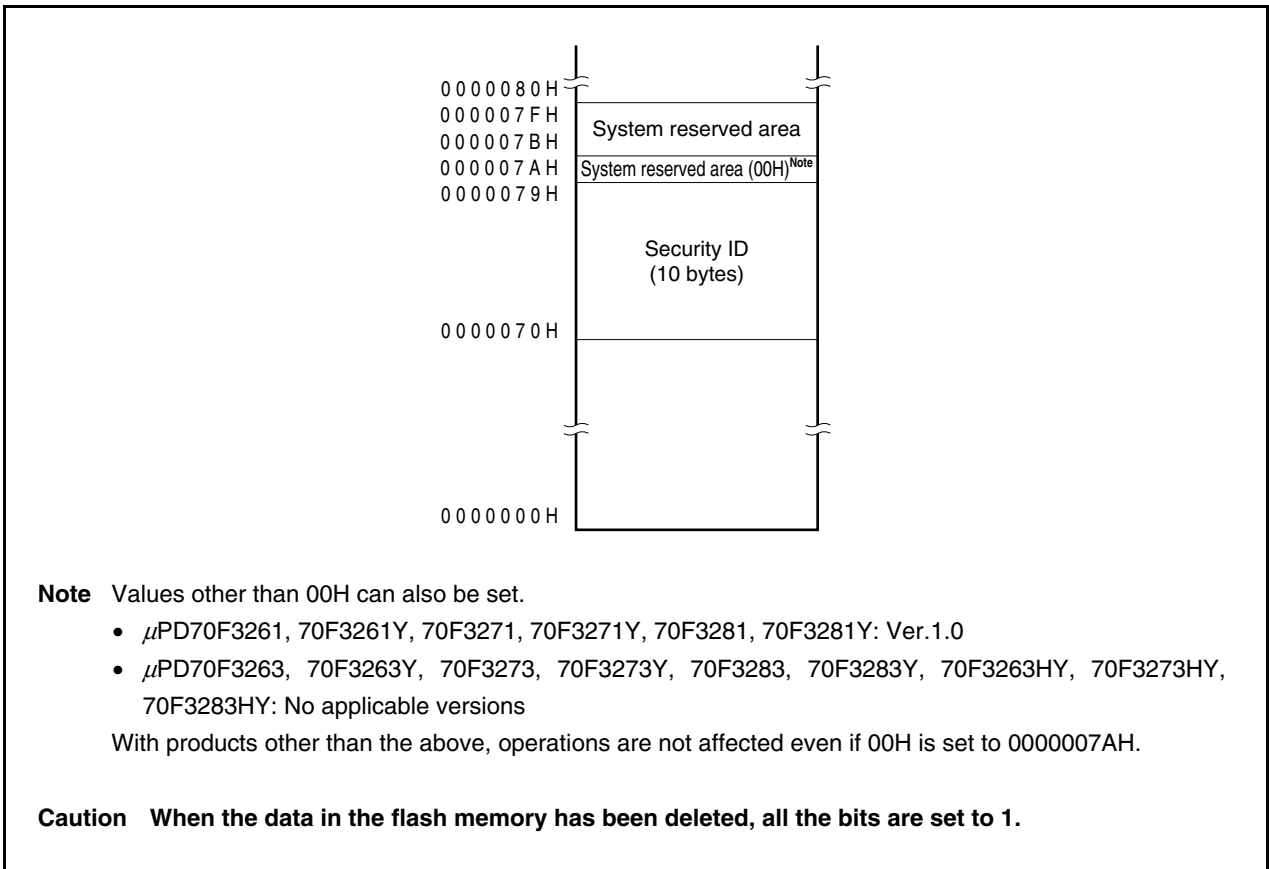 0000080H
000007FH
System reserved area
000007BH
000007AH System reserved area (00H)Note
0000079H
Security ID
(10 bytes)
0000070H
0000000H
Note Values other than 00H can also be set.
• μPD70F3261, 70F3261Y, 70F3271, 70F3271Y, 70F3281, 70F3281Y: Ver.1.0
• μPD70F3263, 70F3263Y, 70F3273, 70F3273Y, 70F3283, 70F3283Y, 70F3263HY, 70F3273HY,
70F3283HY: No applicable versions
With products other than the above, operations are not affected even if 00H is set to 0000007AH.
Caution When the data in the flash memory has been deleted, all the bits are set to 1.